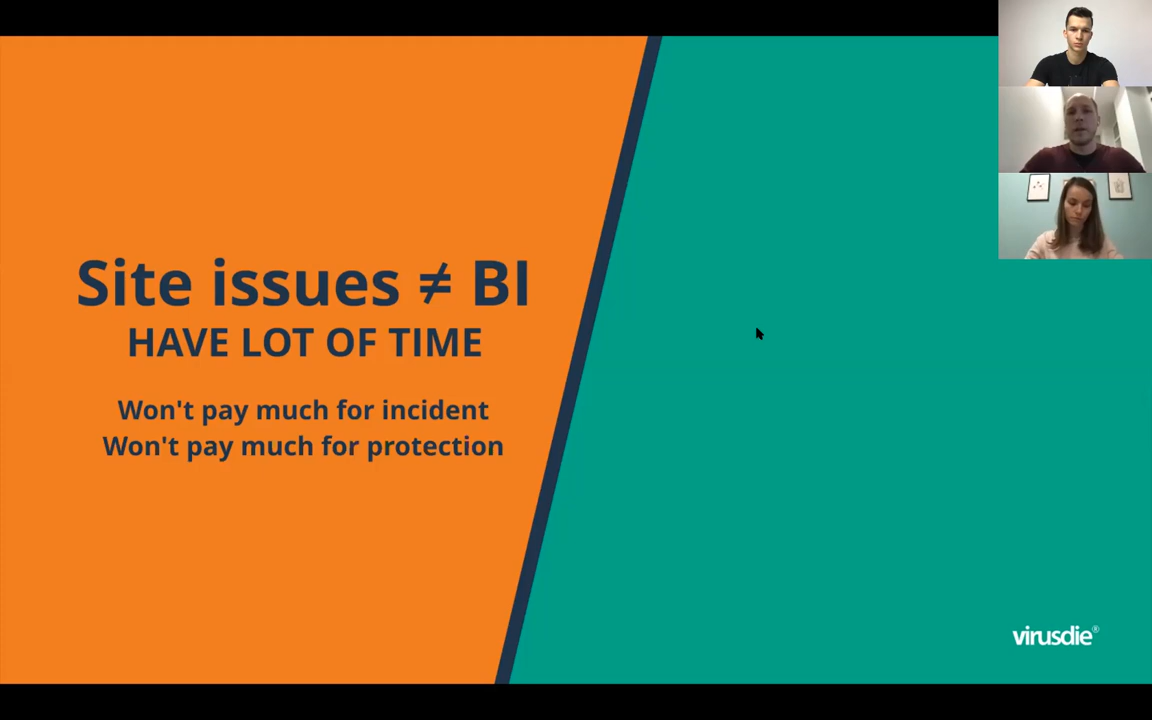 Site issues ≠ BI
HAVE LOT OF TIME
Won't pay much for incident
Won't pay much for protection
virusdie®